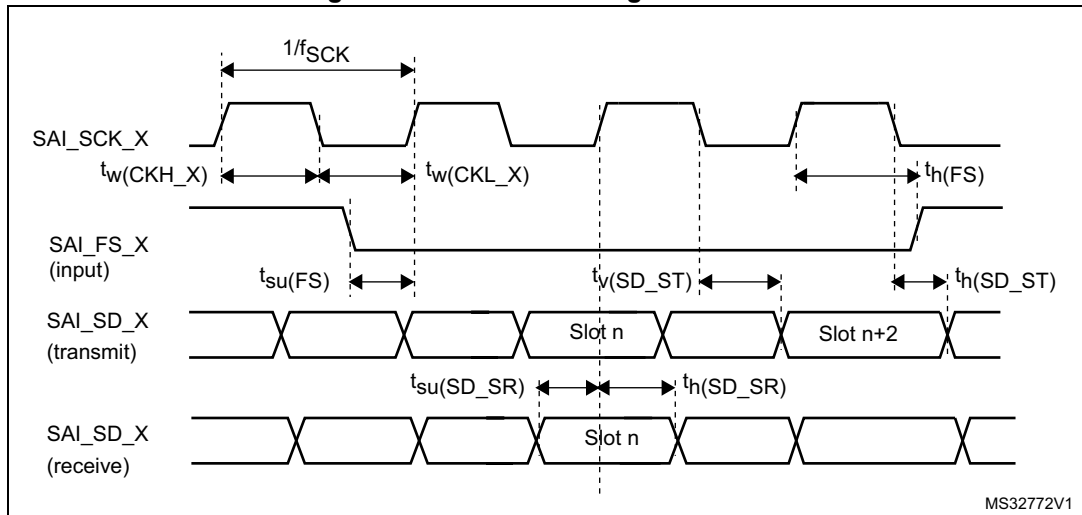 1/fSCK
SAI_SCK_X
tw(CKH_X)
tw(CKL_X)
th(FS)
SAI_FS_X
(input)
tsu(FS)
tv(SD_ST)
th(SD_ST)
SAI_SD_X
(transmit)
Slot n
Slot n+2
tsu(SD_SR)
th(SD_SR)
SAI_SD_X
(receive)
Slot n
MS32772V1